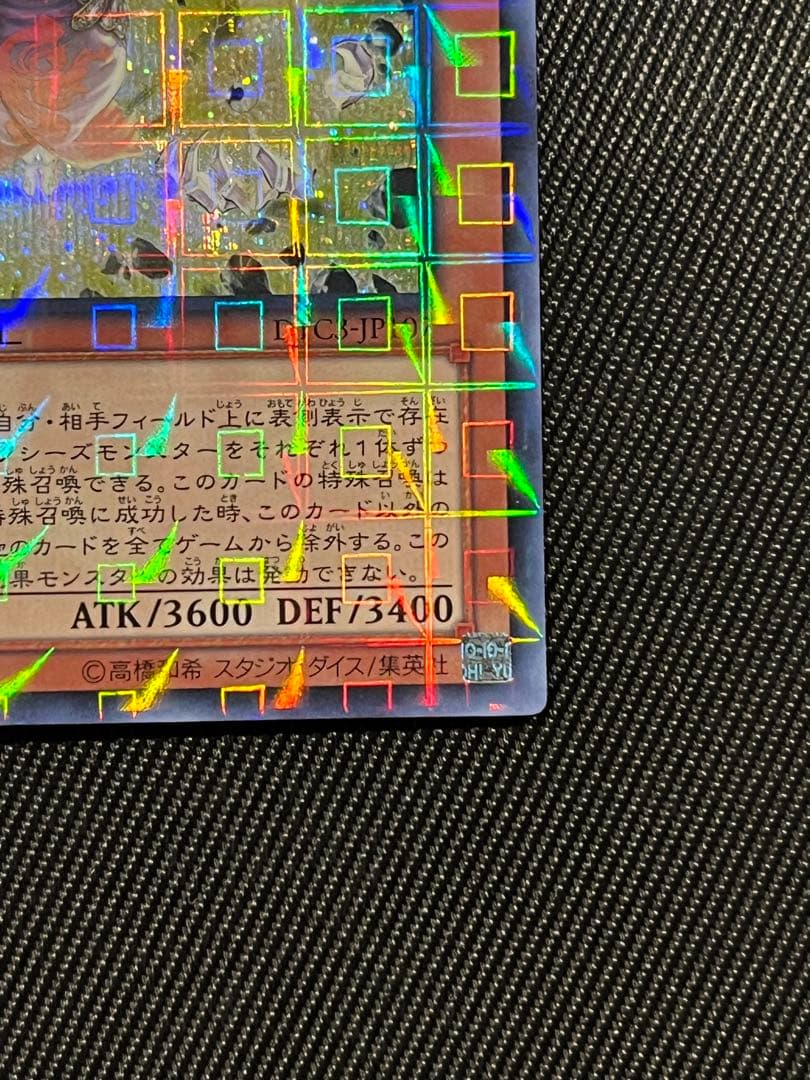 DTC3-JP
自分・相手フィールド上に表側表示で存在
シーズモンスターをそれぞれ1体ずつ
殊召喚できる。このカードの特殊召喚は
特殊召喚に成功した時、このカード以外の
のカードを全てゲームから除外する。この
効果モンスターの効果は発動できない。
ATK/3600 DEF/3400
©高橋和希 スタジオ・ダイス/集英社